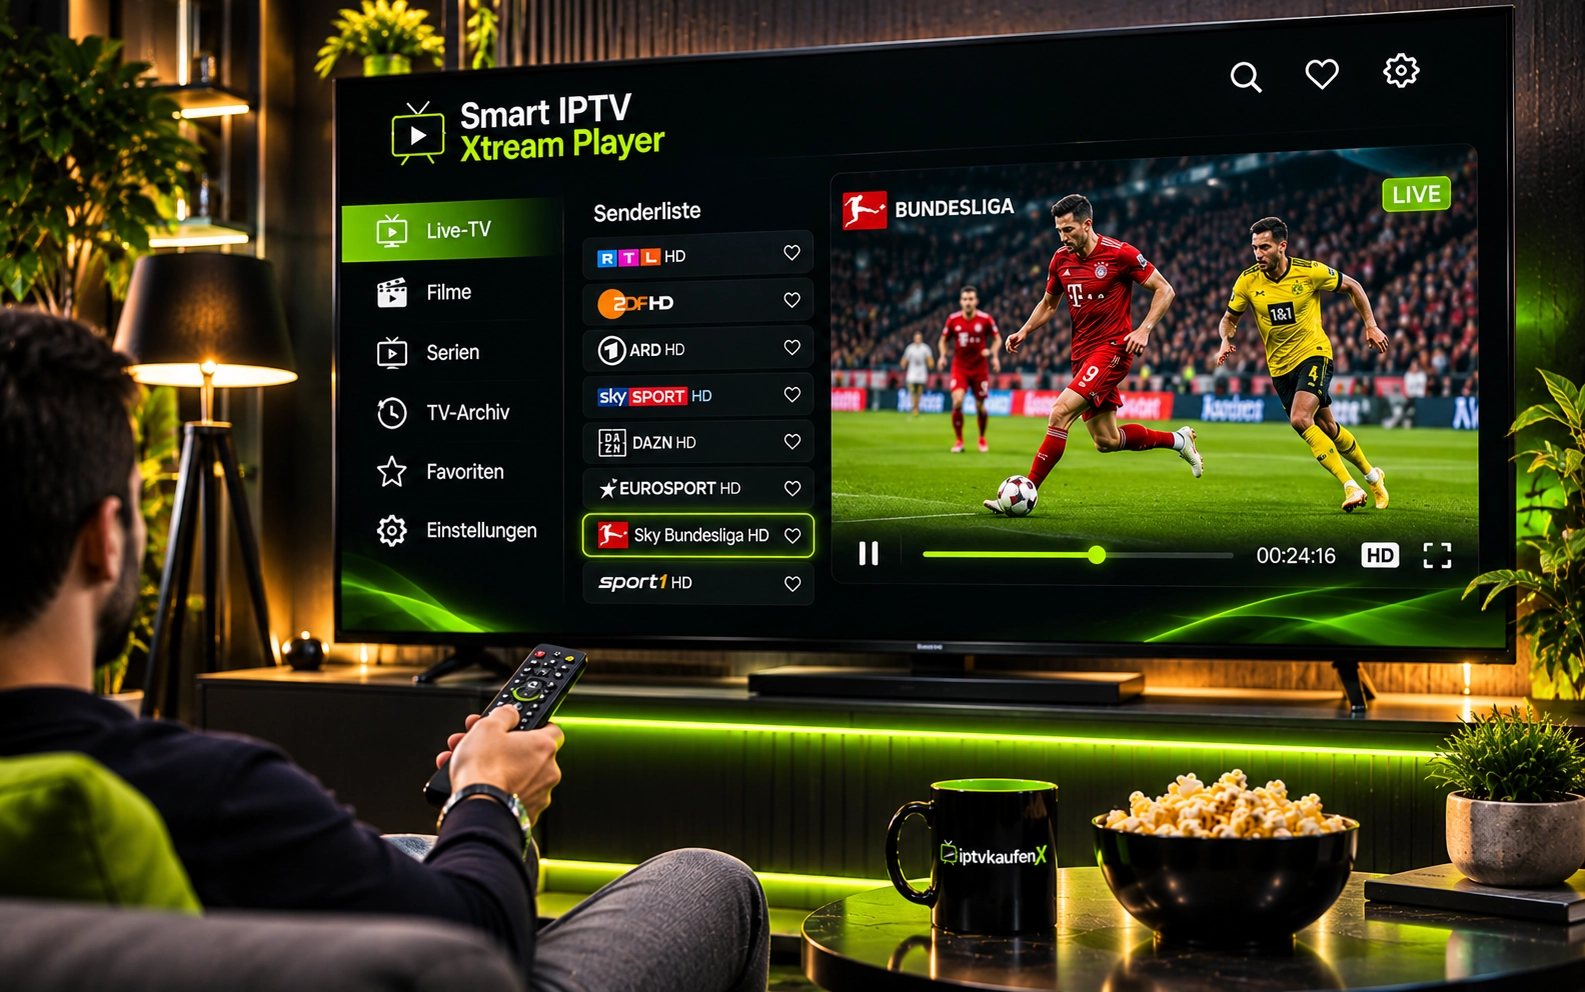 Smart IPTV
Xtream Player
Live-TV
Filme
Serien
TV-Archiv
Favoriten
Einstellungen
Senderliste
RTL HD
ZDF HD
ARD HD
sky SPORT HD
DAZN HD
EUROSPORT HD
Sky Bundesliga HD
sport1 HD
BUNDESLIGA
LIVE
9
1&1
4
00:24:16
HD
iptvkaufenX